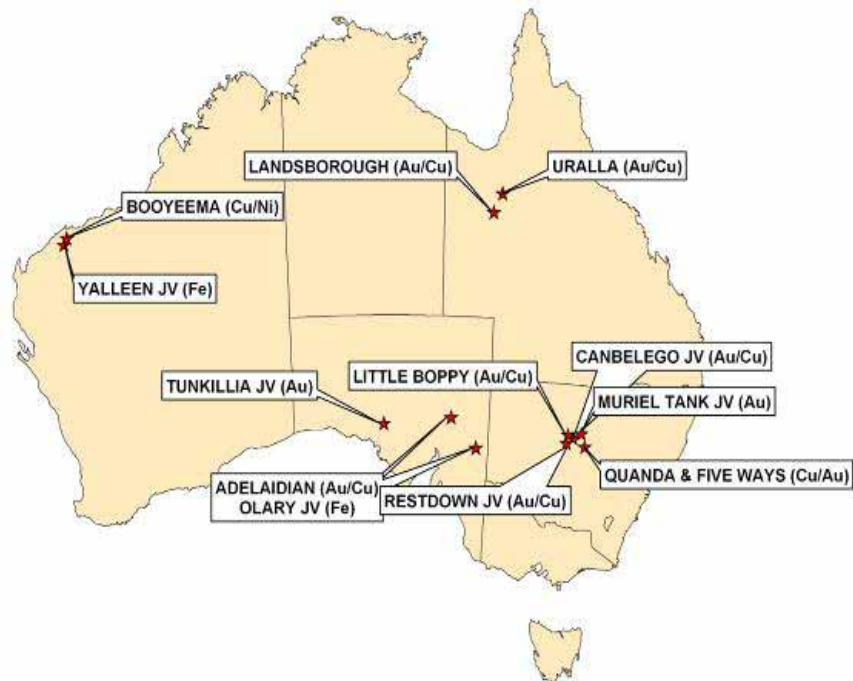 LANDSBOROUGH (Au/Cu)
URALLA (Au/Cu)
BOOYEEMA (Cu/Ni)
YALLEEN JV (Fe)
CANBELEGO JV (Au/Cu)
LITTLE BOPPY (Au/Cu)
TUNKILLIA JV (Au)
MURIEL TANK JV (Au)
QUANDA & FIVE WAYS (Cu/Au)
ADELAIDIAN (Au/Cu)
OLARY JV (Fe)
RESTDOWN JV (Au/Cu)